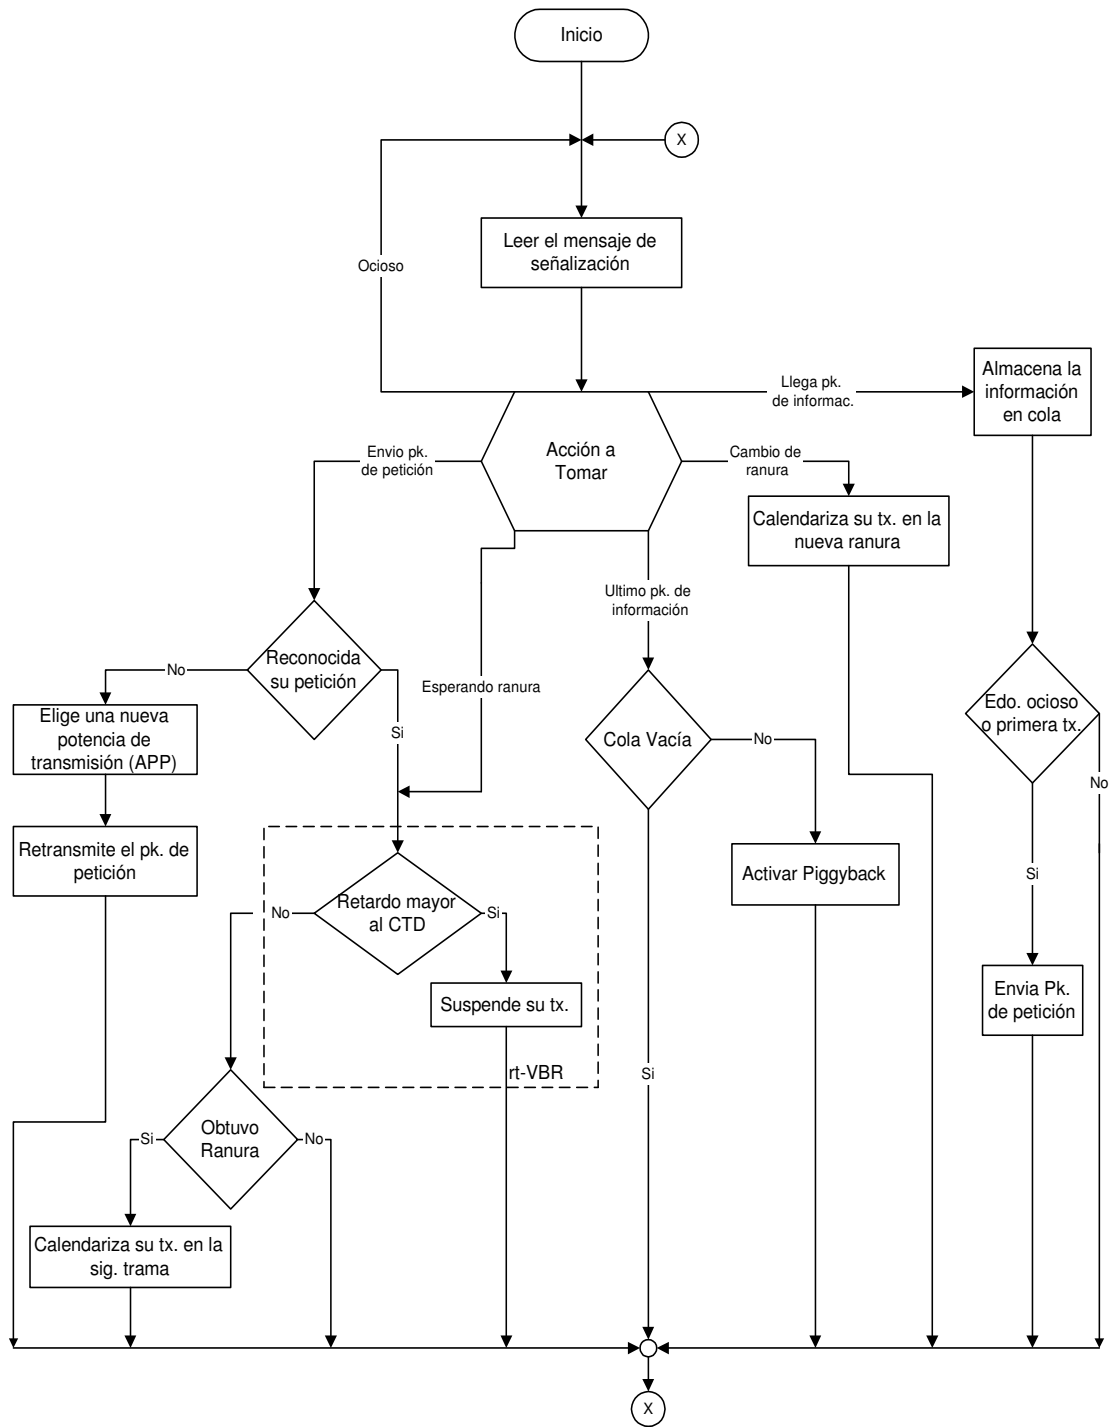 Inicio
X
Leer el mensaje de
señalización
Ocioso
Llega pk.
de informac.
Almacena la
información
en cola
Envio pk.
de petición
Acción a
Tomar
Cambio de
ranura
Calendariza su tx. en la
nueva ranura
Ultimo pk. de
información
Reconocida
su petición
No
Si
Esperando ranura
Elige una nueva
potencia de
transmisión (APP)
Retransmite el pk. de
petición
Cola Vacía
No
Si
Activar Piggyback
Edo. ocioso
o primera tx.
No
Si
Envia Pk.
de petición
Retardo mayor
al CTD
No
Si
Suspende su tx.
rt-VBR
Obtuvo
Ranura
Si
No
Calendariza su tx. en la
sig. trama
X